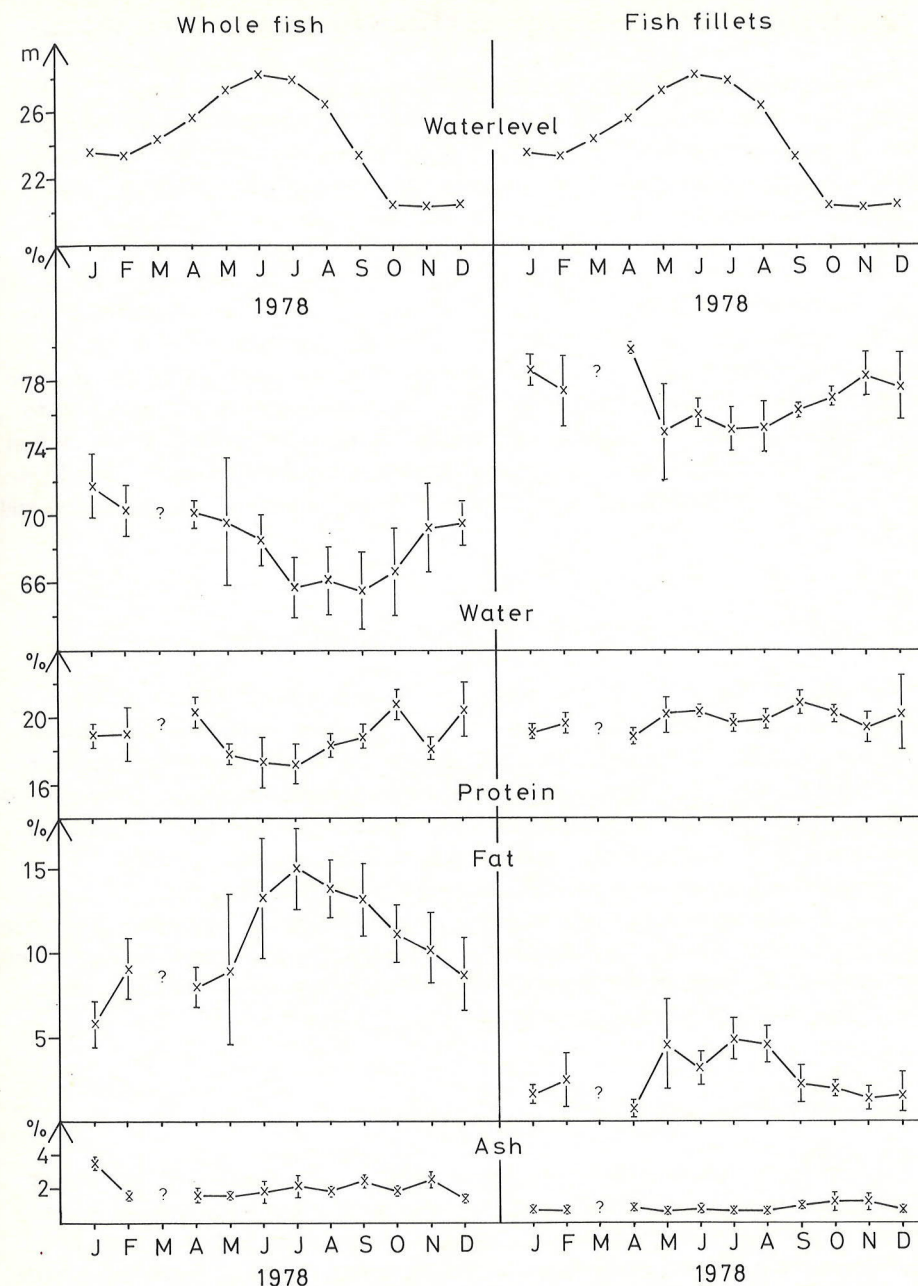 Whole fish Fish fillets
m
26
22
Waterlevel
J F M A M J J A S O N D J F M A M J J A S O N D
1978 1978
%
78
74
70
66
? ?
Water
%
20
16
? ?
Protein
%
15
10
5
? ?
Fat
%
4
2
? ?
Ash
J F M A M J J A S O N D J F M A M J J A S O N D
1978 1978